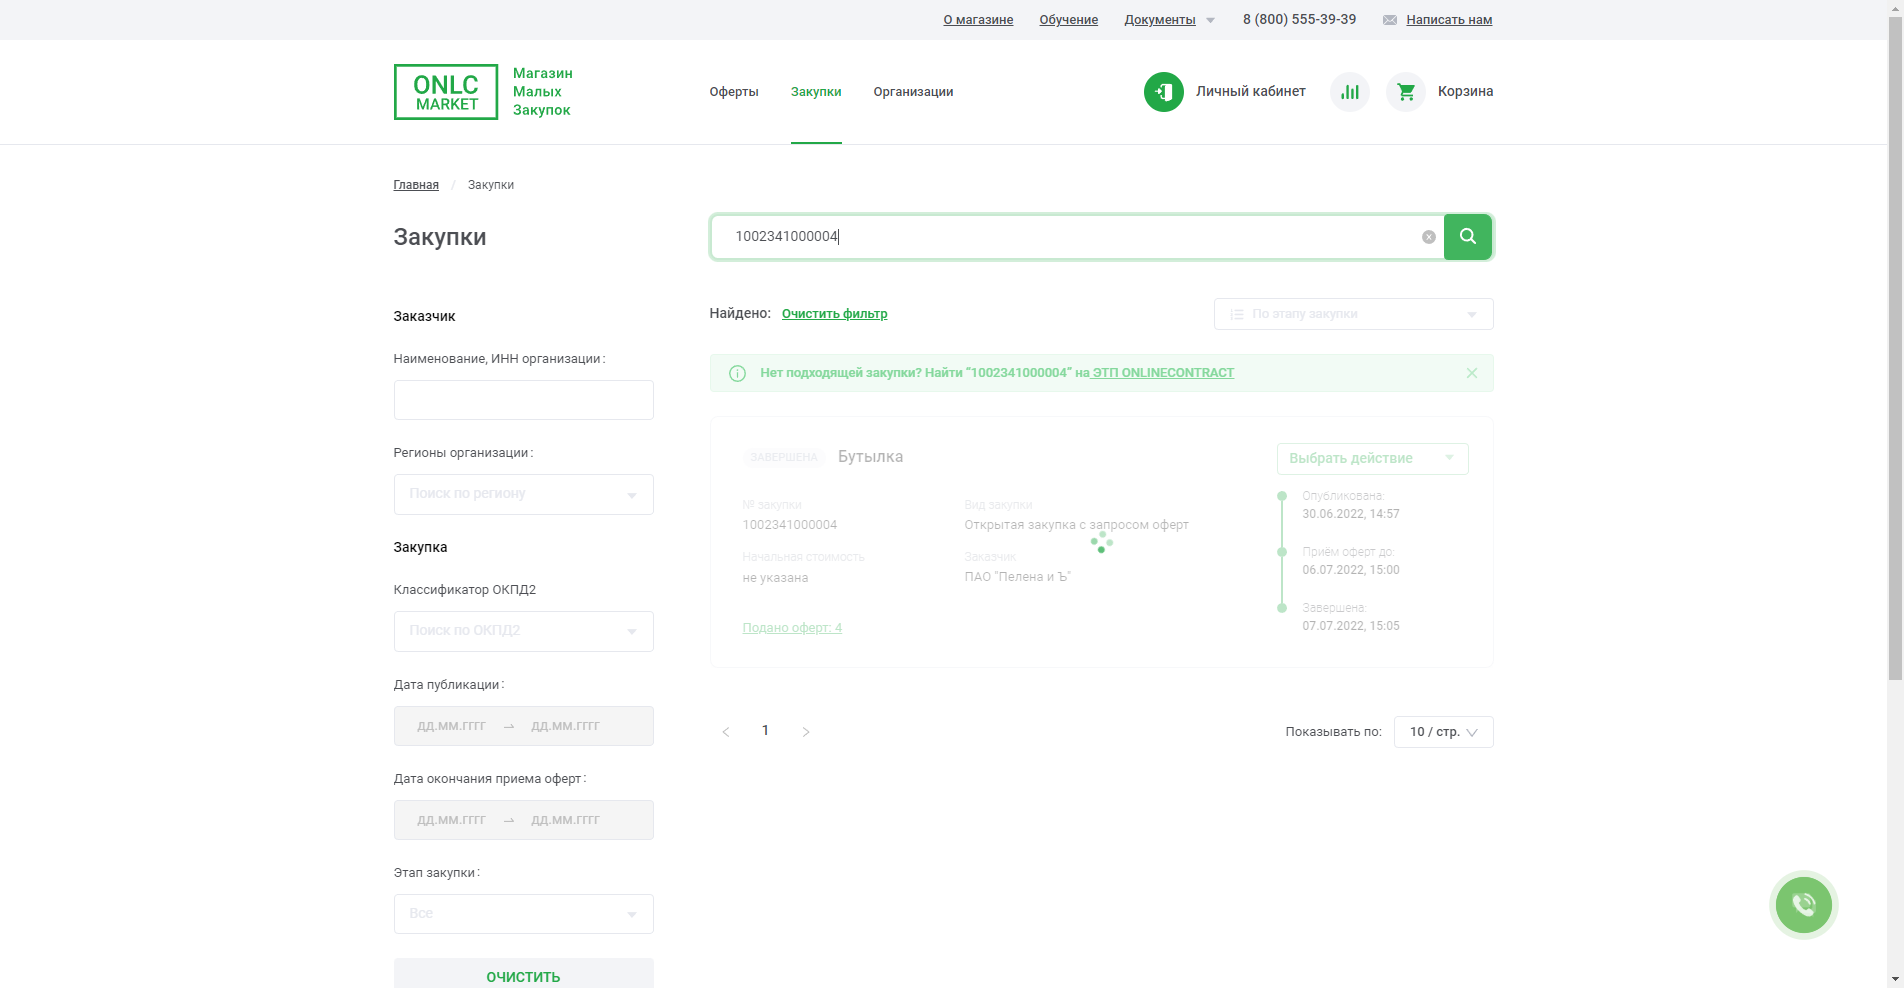 О магазине
Обучение
Документы
8 (800) 555-39-39
Написать нам
ONLC
MARKET
Магазин
Малых
Закупок
Оферты
Закупки
Организации
Личный кабинет
Корзина
Главная / Закупки
Закупки
1002341000004
Заказчик
Наименование, ИНН организации:
Регионы организации:
Поиск по региону
Закупка
Классификатор ОКПД2
Поиск по ОКПД2
Дата публикации:
ДД.ММ.ГГГГ → ДД.ММ.ГГГГ
Дата окончания приема оферт:
ДД.ММ.ГГГГ → ДД.ММ.ГГГГ
Этап закупки:
Все
ОЧИСТИТЬ
Найдено: Очистить фильтр
По этапу закупки
Нет подходящей закупки? Найти “1002341000004” на ЭТП ONLINECONTRACT
ЗАВЕРШЕНА
Бутылка
Выбрать действие
№ закупки
1002341000004
Вид закупки
Открытая закупка с запросом оферт
Начальная стоимость
не указана
Заказчик
ПАО "Пелена и Ъ"
Подано оферт: 4
Опубликована:
30.06.2022, 14:57
Приём оферт до:
06.07.2022, 15:00
Завершена:
07.07.2022, 15:05
1
Показывать по: 10 / стр.